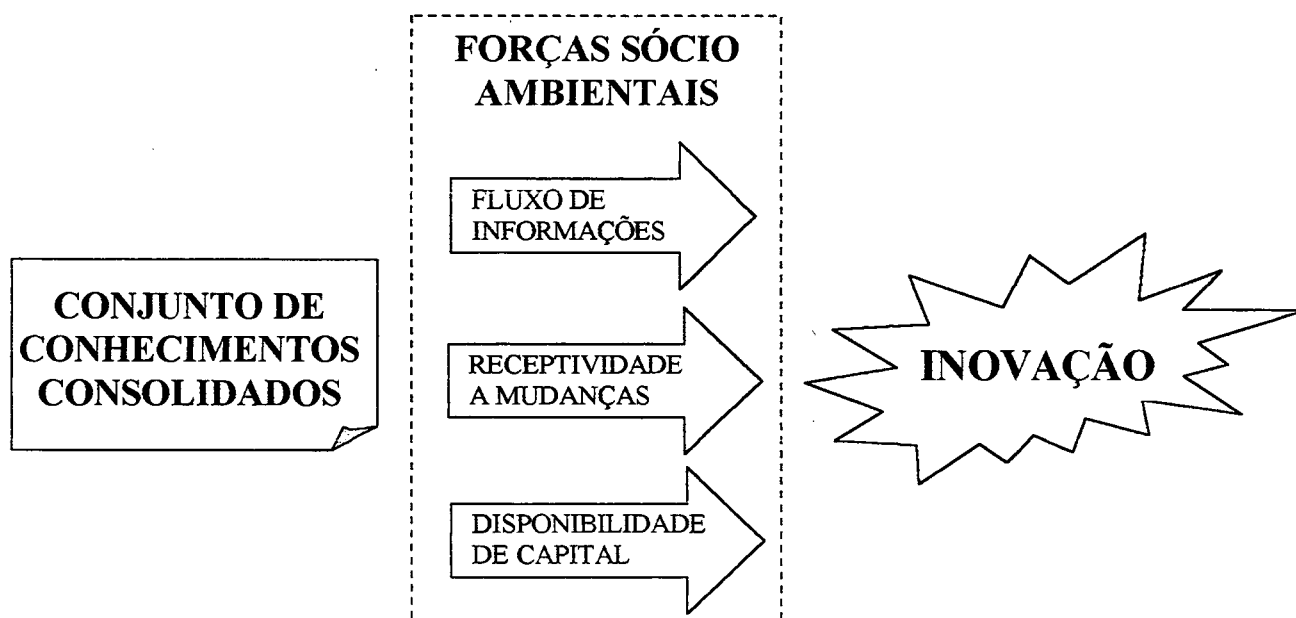 FORÇAS SÓCIO
AMBIENTAIS
FLUXO DE
INFORMAÇÕES
CONJUNTO DE
CONHECIMENTOS
CONSOLIDADOS
RECEPTIVIDADE
A MUDANÇAS
INOVAÇÃO
DISPONIBILIDADE
DE CAPITAL